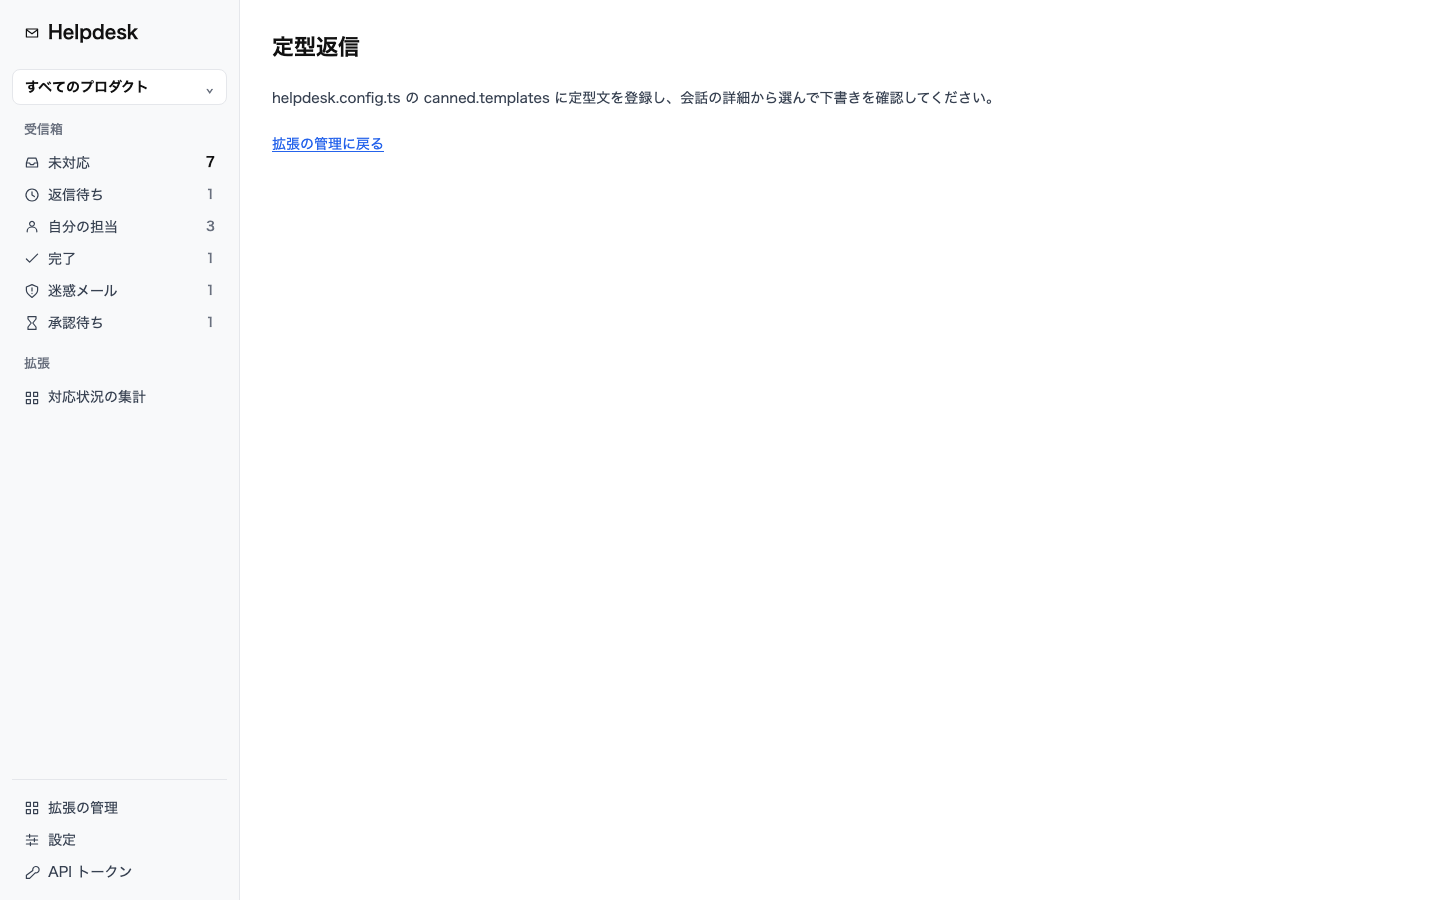 Helpdesk
すべてのプロダクト
受信箱
未対応 7
返信待ち 1
自分の担当 3
完了 1
迷惑メール 1
承認待ち 1
拡張
対応状況の集計
拡張の管理
設定
API トークン
定型返信
helpdesk.config.ts の canned.templates に定型文を登録し、会話の詳細から選んで下書きを確認してください。
拡張の管理に戻る